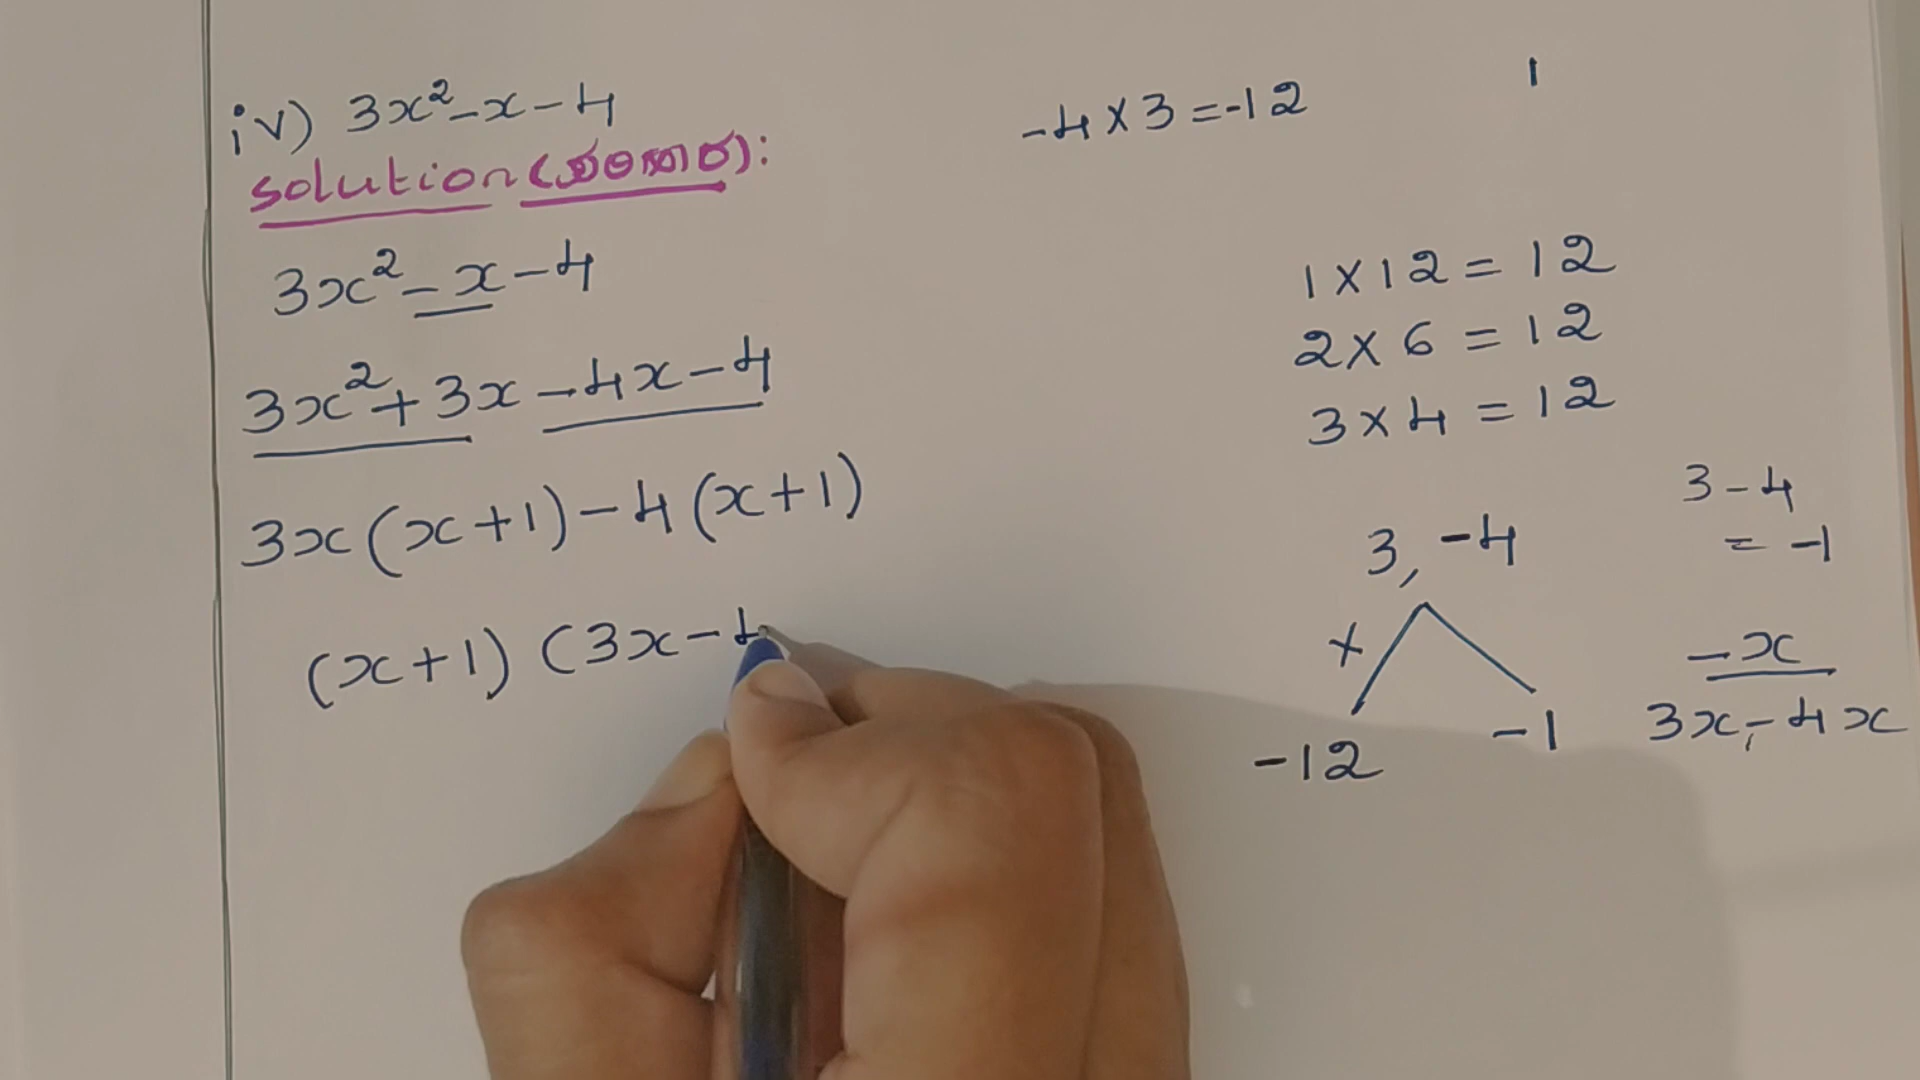 iv) 3x²-x-4
solution (ಪರಿಹಾರ):
3x²-x-4
3x²+3x-4x-4
3x(x+1)-4(x+1)
(x+1) (3x-4
-4×3=-12
1
1×12=12
2×6=12
3×4=12
3-4
=-1
3, -4
×
-12 -1
-x
3x,-4x